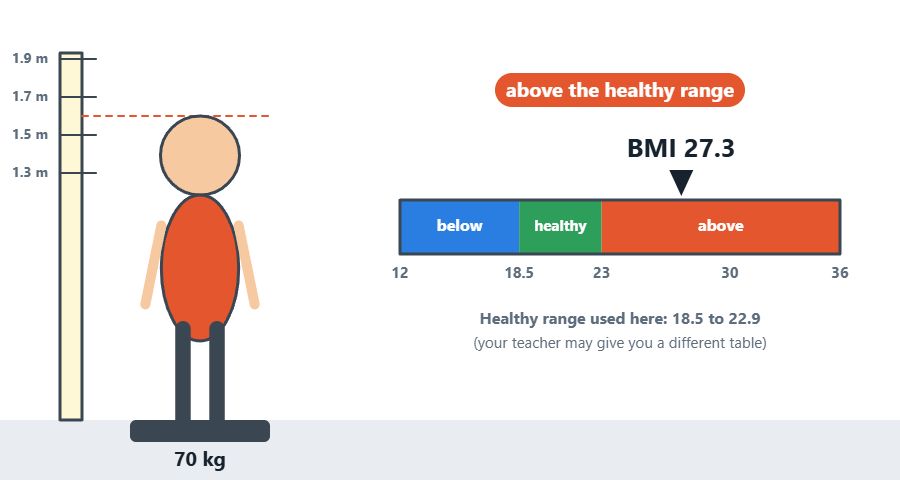 1.9 m
1.7 m
1.5 m
1.3 m
70 kg
above the healthy range
BMI 27.3
below
healthy
above
12
18.5
23
30
36
Healthy range used here: 18.5 to 22.9
(your teacher may give you a different table)